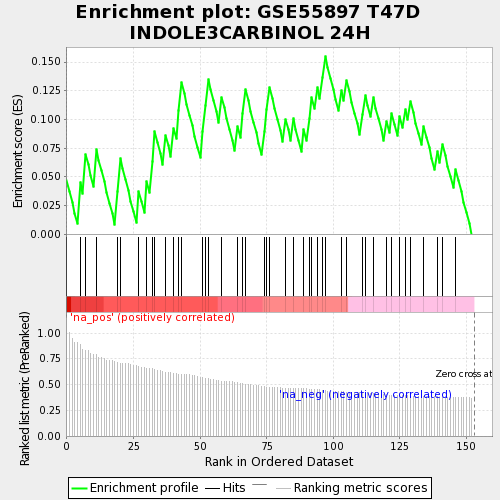 Enrichment plot: GSE55897 T47D
INDOLE3CARBINOL 24H
Enrichment score (ES)
0.150
0.125
0.100
0.075
0.050
0.025
0.000
'na_pos' (positively correlated)
Ranked list metric (PreRanked)
1.00
0.75
0.50
0.25
0.00
Zero cross at
'na_neg' (negatively correlated)
0
25
50
75
100
125
150
Rank in Ordered Dataset
Enrichment profile
Hits
Ranking metric scores